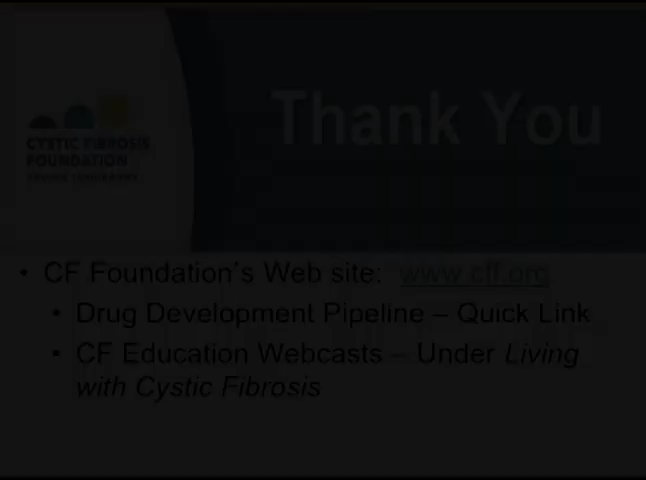 Thank You
CYSTIC FIBROSIS
FOUNDATION
• CF Foundation's Web site: www.cff.org
• Drug Development Pipeline – Quick Link
• CF Education Webcasts – Under Living
with Cystic Fibrosis